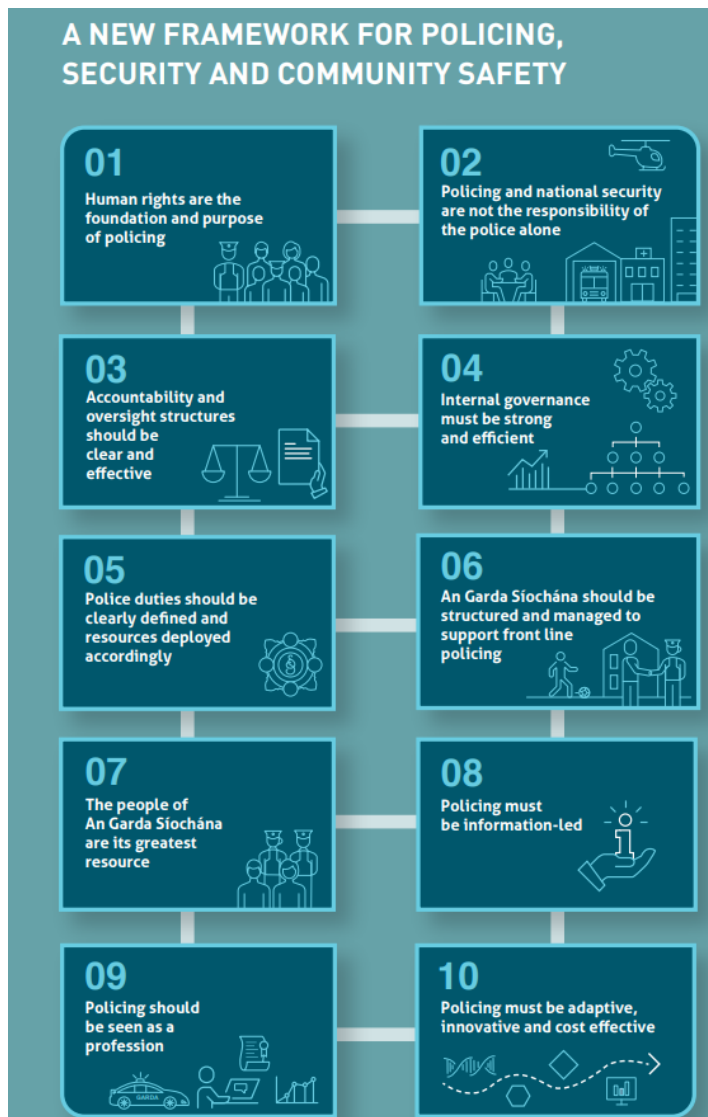 A NEW FRAMEWORK FOR POLICING,
SECURITY AND COMMUNITY SAFETY
01
Human rights are the
foundation and purpose
of policing
02
Policing and national security
are not the responsibility of
the police alone
03
Accountability and
oversight structures
should be
clear and
effective
04
Internal governance
must be strong
and efficient
05
Police duties should be
clearly defined and
resources deployed
accordingly
06
An Garda Síochána should be
structured and managed to
support front line
policing
07
The people of
An Garda Síochána
are its greatest
resource
08
Policing must
be information-led
09
Policing should
be seen as a
profession
GARDA
10
Policing must be adaptive,
innovative and cost effective